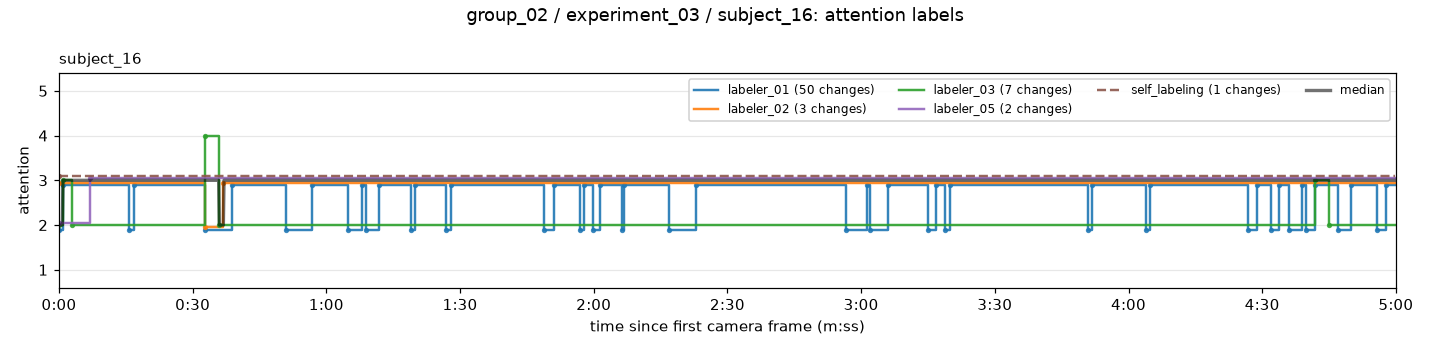 group_02 / experiment_03 / subject_16: attention labels
subject_16
labeler_01 (50 changes)
labeler_02 (3 changes)
labeler_03 (7 changes)
labeler_05 (2 changes)
self_labeling (1 changes)
median
attention
5
4
3
2
1
0:00 0:30 1:00 1:30 2:00 2:30 3:00 3:30 4:00 4:30 5:00
time since first camera frame (m:ss)